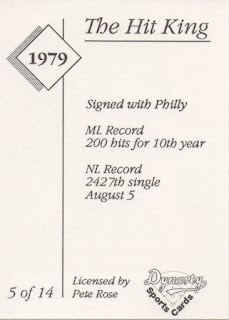 The Hit King
1979
Signed with Philly
ML Record
200 hits for 10th year
NL Record
2427th single
August 5
5 of 14
Licensed by
Pete Rose
Dynasty
Sports Cards